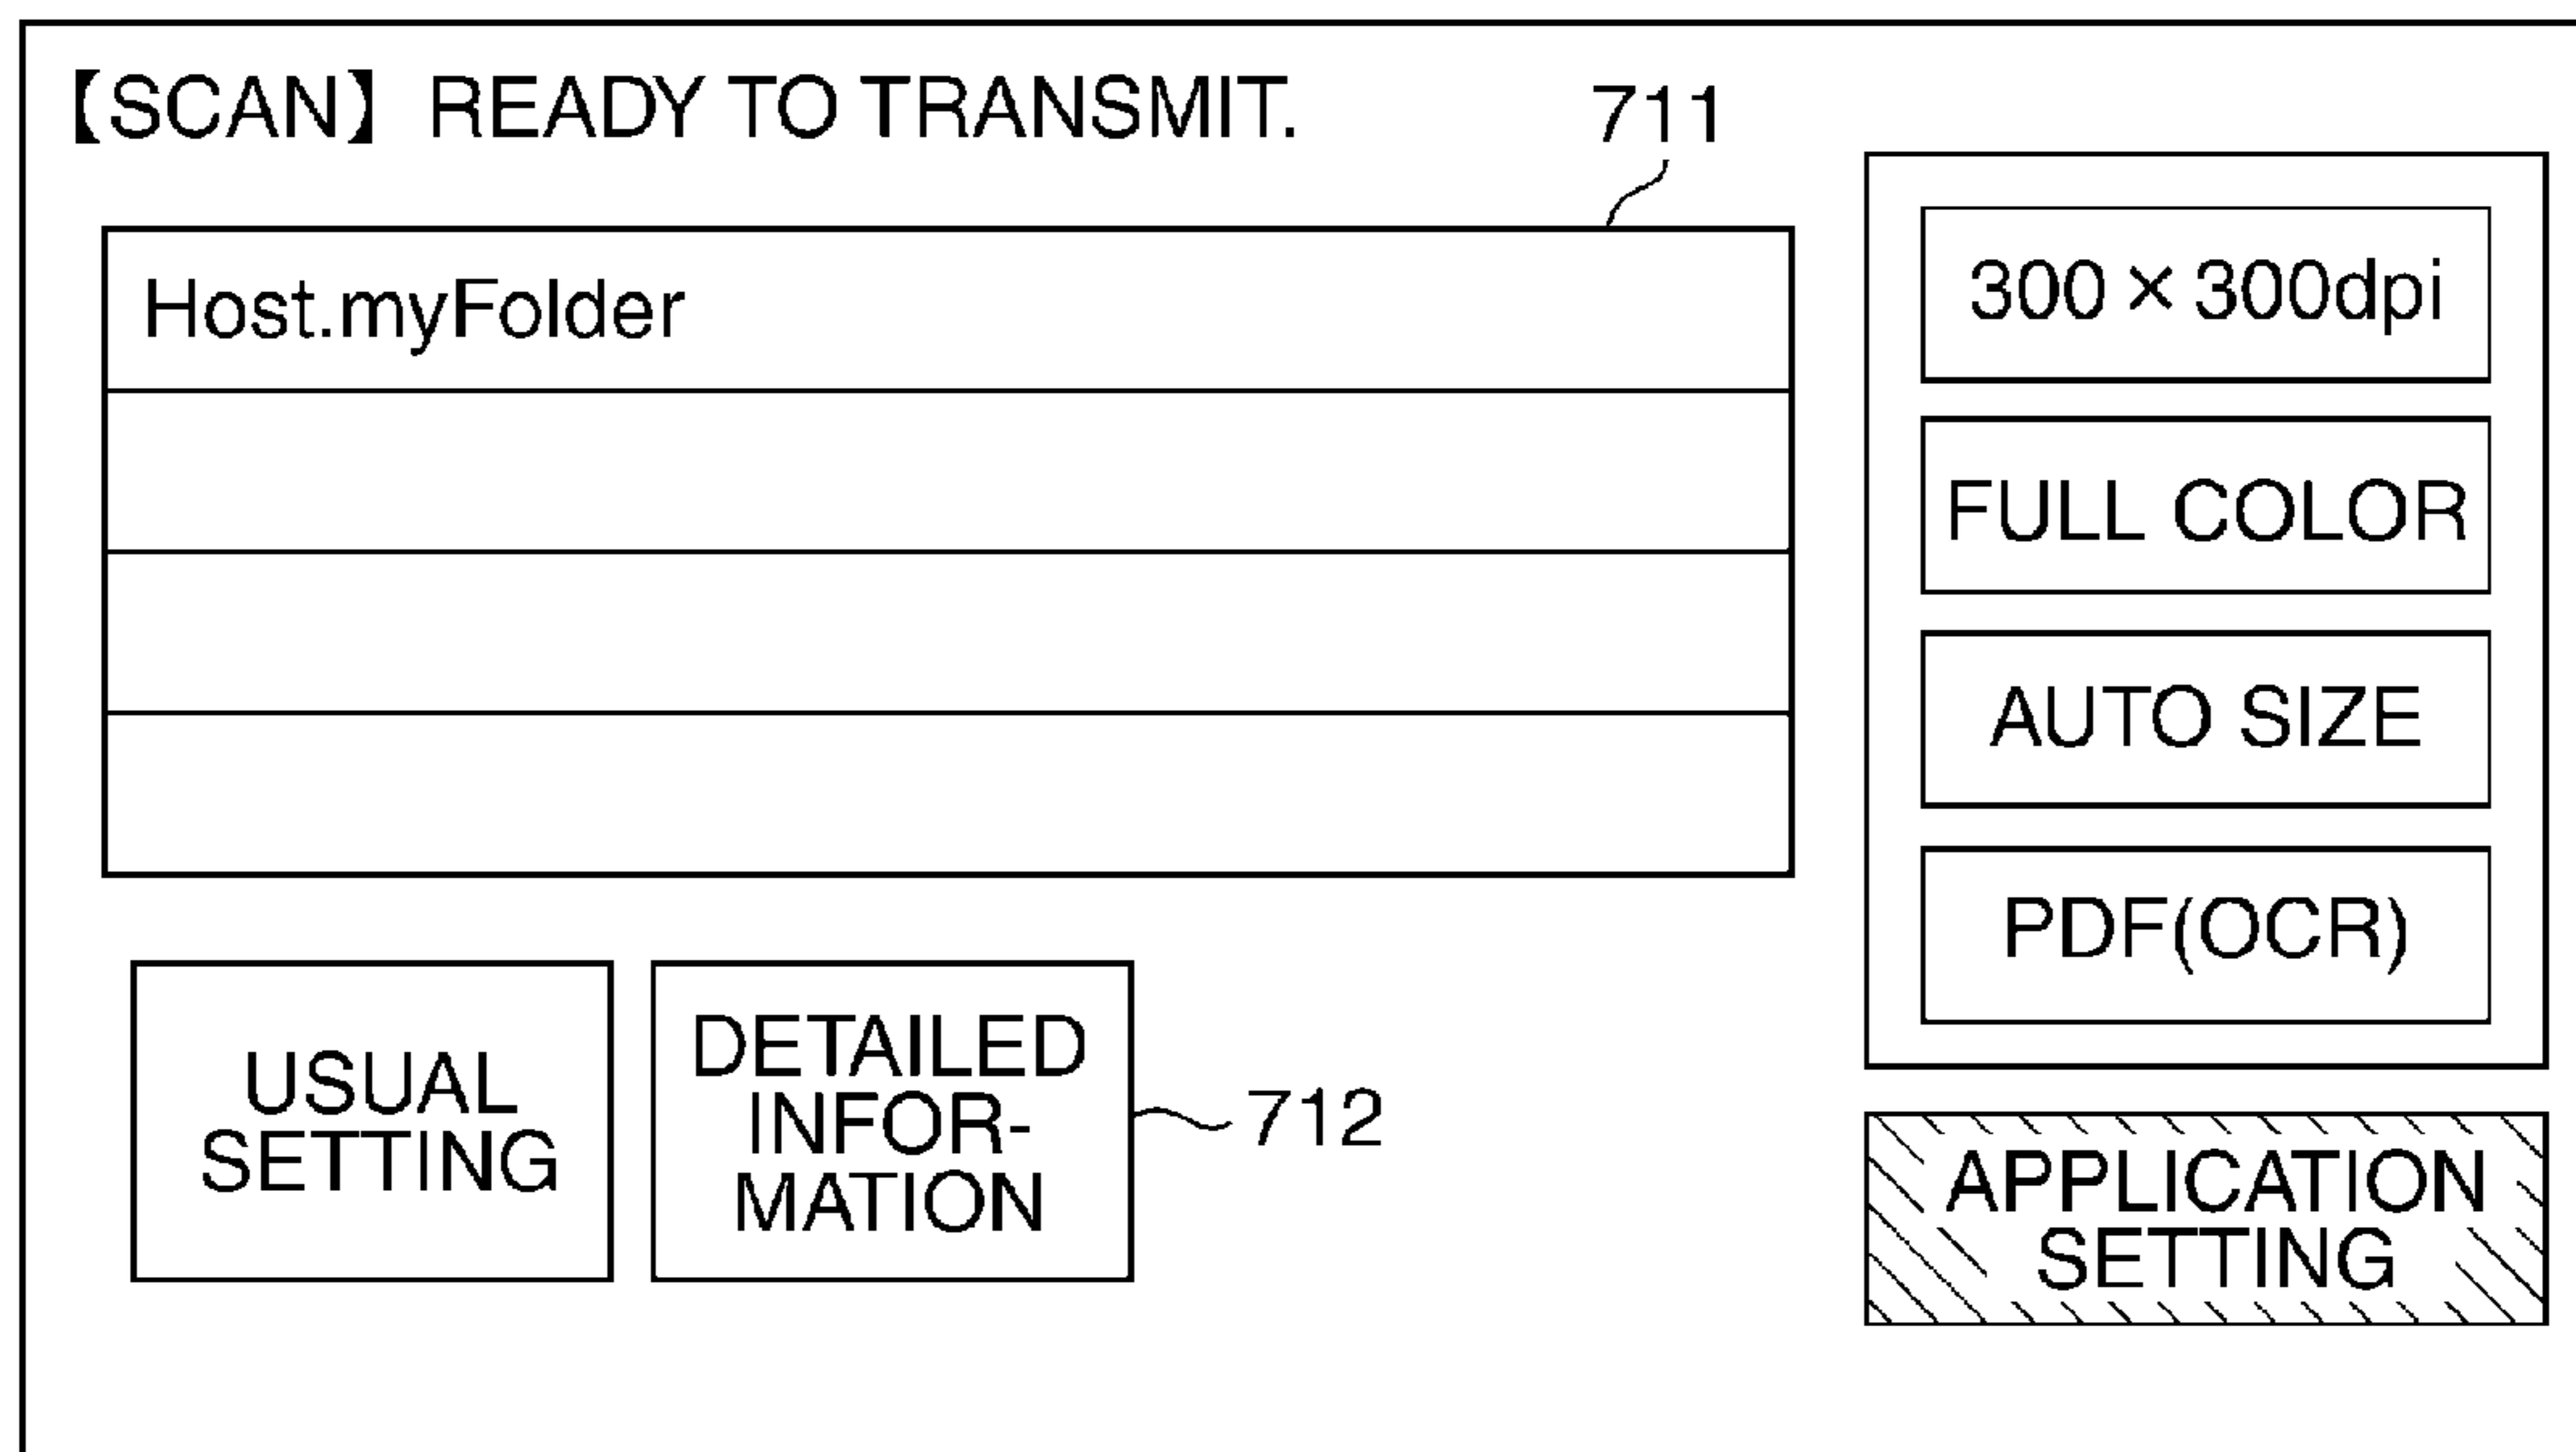 【SCAN】 READY TO TRANSMIT.
711
Host.myFolder
300×300dpi
FULL COLOR
AUTO SIZE
PDF(OCR)
USUAL
SETTING
DETAILED
INFOR-
MATION
712
APPLICATION
SETTING